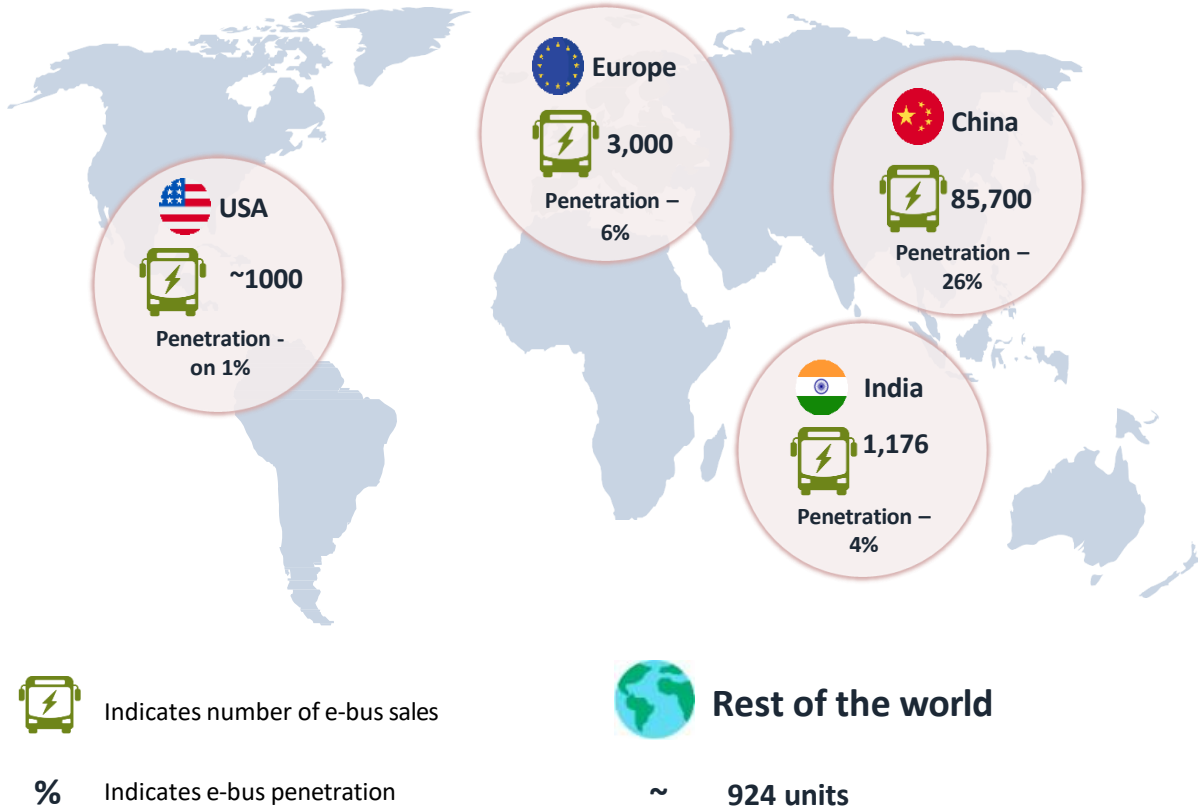 Europe
3,000
Penetration –
6%
China
85,700
Penetration –
26%
USA
~1000
Penetration -
on 1%
India
1,176
Penetration –
4%
Indicates number of e-bus sales
% Indicates e-bus penetration
Rest of the world
~ 924 units